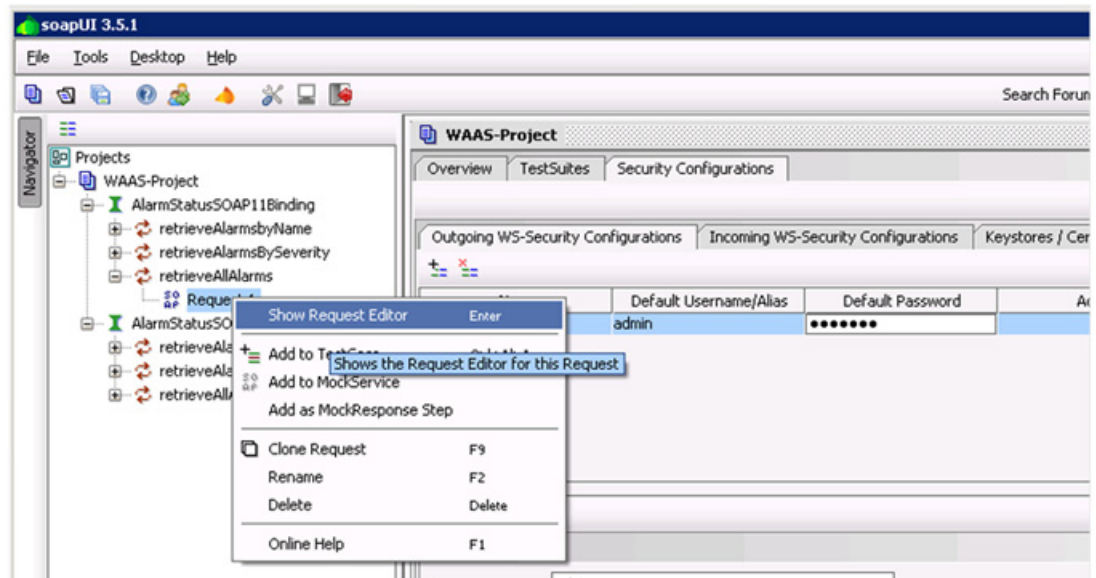 soapUI 3.5.1
File Tools Desktop Help
Search Forum
Navigator
Projects
WAAS-Project
AlarmStatusSOAP11Binding
retrieveAlarmsbyName
retrieveAlarmsBySeverity
retrieveAllAlarms
AlarmStatusSO
WAAS-Project
Overview TestSuites Security Configurations
Outgoing WS-Security Configurations Incoming WS-Security Configurations Keystores / Cer
Default Username/Alias Default Password
admin
Show Request Editor Enter
Add to
Shows the Request Editor for this Request
Add to MockService
Add as MockResponse Step
Clone Request F9
Rename F2
Delete Delete
Online Help F1